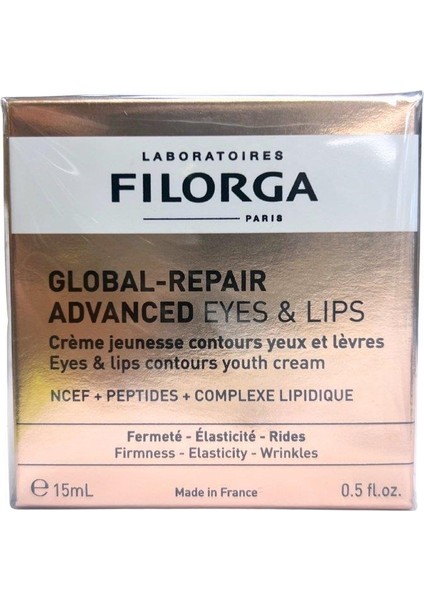 LABORATOIRES
FILORGA
PARIS
GLOBAL-REPAIR
ADVANCED EYES & LIPS
Crème jeunesse contours yeux et lèvres
Eyes & lips contours youth cream
NCEF + PEPTIDES + COMPLEXE LIPIDIQUE
Fermeté - Élasticité - Rides
Firmness - Elasticity - Wrinkles
℮ 15mL Made in France 0.5 fl.oz.